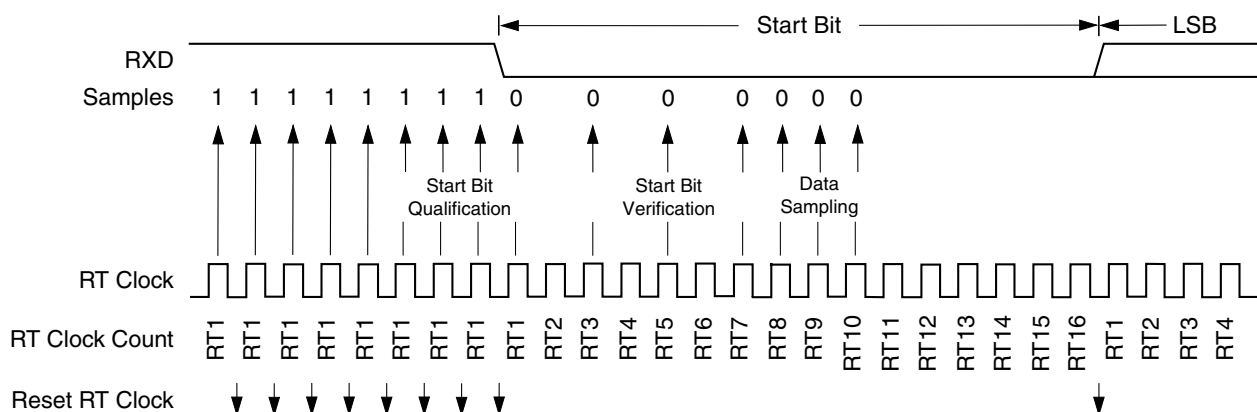 Start Bit LSB
RXD
Samples 1 1 1 1 1 1 1 1 0 0 0 0 0 0 0
Start Bit Qualification
Start Bit Verification
Data Sampling
RT Clock
RT Clock Count RT1 RT1 RT1 RT1 RT1 RT1 RT1 RT1 RT1 RT2 RT3 RT4 RT5 RT6 RT7 RT8 RT9 RT10 RT11 RT12 RT13 RT14 RT15 RT16 RT1 RT2 RT3 RT4
Reset RT Clock